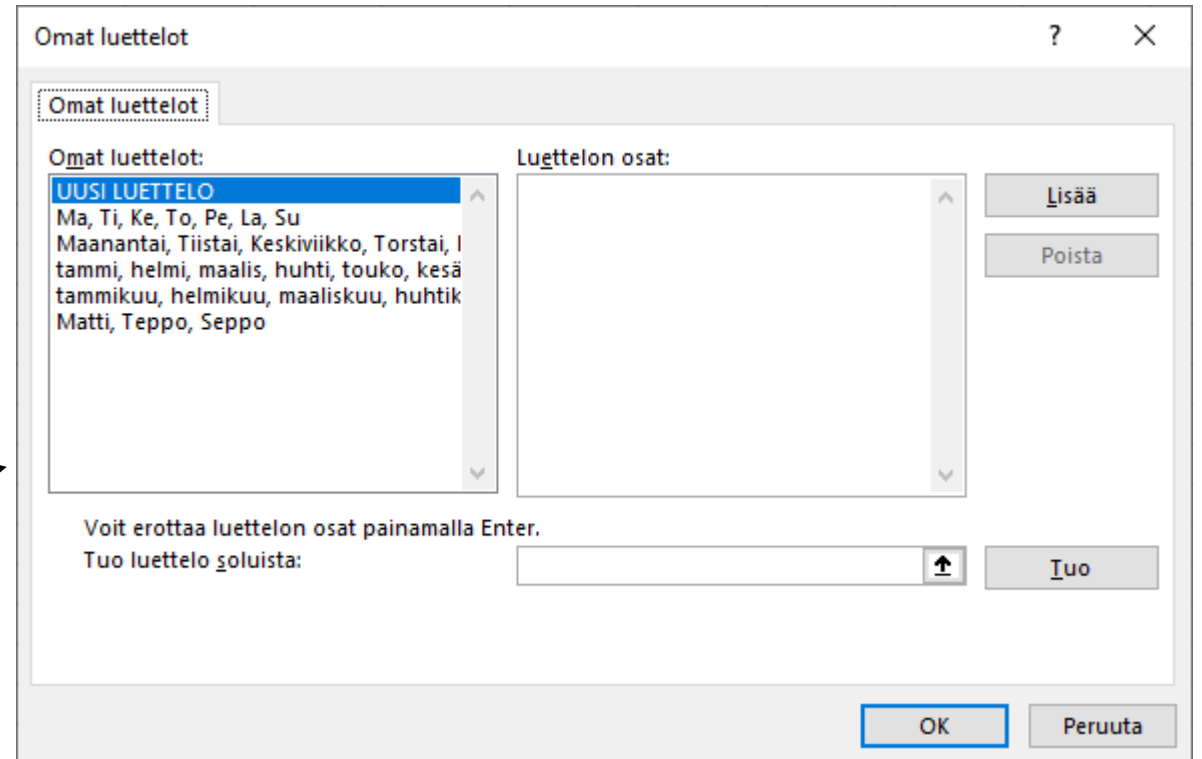 Omat luettelot
Omat luettelot
Omat luettelot:
UUSI LUETTELO
Ma, Ti, Ke, To, Pe, La, Su
Maanantai, Tiistai, Keskiviikko, Torstai,
tammi, helmi, maalis, huhti, touko, kesä
tammikuu, helmikuu, maaliskuu, huhtik
Matti, Teppo, Seppo
Luettelon osat:
Lisää
Poista
Voit erottaa luettelon osat painamalla Enter.
Tuo luettelo soluista:
Tuo
OK
Peruuta